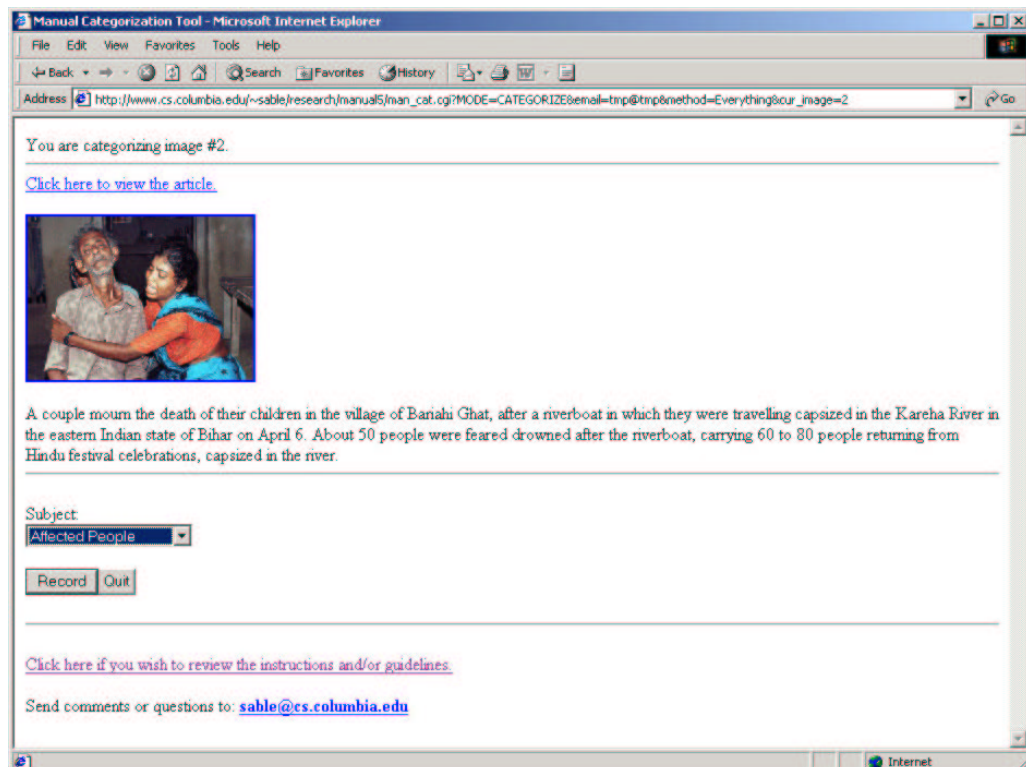 Manual Categorization Tool - Microsoft Internet Explorer
File Edit View Favorites Tools Help
Back Search Favorites History
Address http://www.cs.columbia.edu/~sable/research/manual5/man_cat.cgi?MODE=CATEGORIZE&email=tmp@tmp&method=Everything&cur_image=2 Go
You are categorizing image #2.
Click here to view the article.
A couple mourn the death of their children in the village of Bariahi Ghat, after a riverboat in which they were travelling capsized in the Kareha River in
the eastern Indian state of Bihar on April 6. About 50 people were feared drowned after the riverboat, carrying 60 to 80 people returning from
Hindu festival celebrations, capsized in the river.
Subject:
Affected People
Record Quit
Click here if you wish to review the instructions and/or guidelines.
Send comments or questions to: sable@cs.columbia.edu
Internet